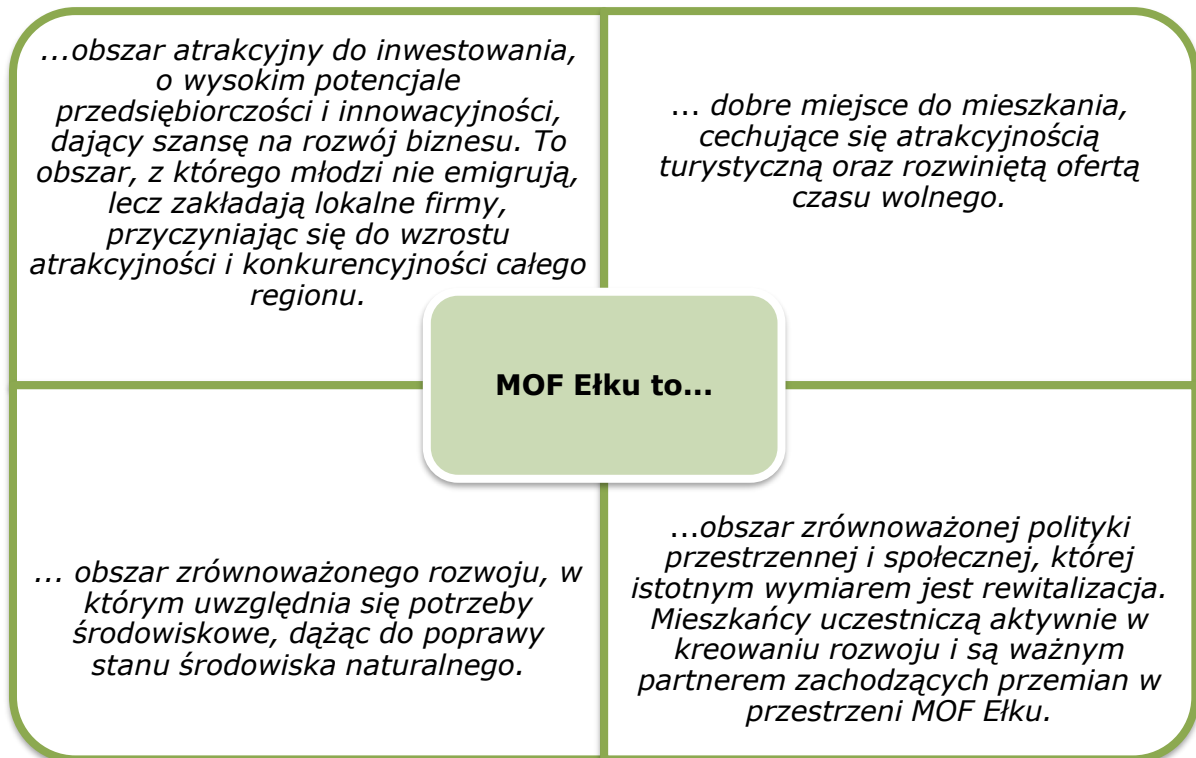 ...obszar atrakcyjny do inwestowania,
o wysokim potencjale
przedsiębiorczości i innowacyjności,
dający szansę na rozwój biznesu. To
obszar, z którego młodzi nie emigrują,
lecz zakładają lokalne firmy,
przyczyniając się do wzrostu
atrakcyjności i konkurencyjności całego
regionu.
... dobre miejsce do mieszkania,
cechujące się atrakcyjnością
turystyczną oraz rozwiniętą ofertą
czasu wolnego.
MOF Ełku to...
... obszar zrównoważonego rozwoju, w
którym uwzględnia się potrzeby
środowiskowe, dążąc do poprawy
stanu środowiska naturalnego.
...obszar zrównoważonej polityki
przestrzennej i społecznej, której
istotnym wymiarem jest rewitalizacja.
Mieszkańcy uczestniczą aktywnie w
kreowaniu rozwoju i są ważnym
partnerem zachodzących przemian w
przestrzeni MOF Ełku.